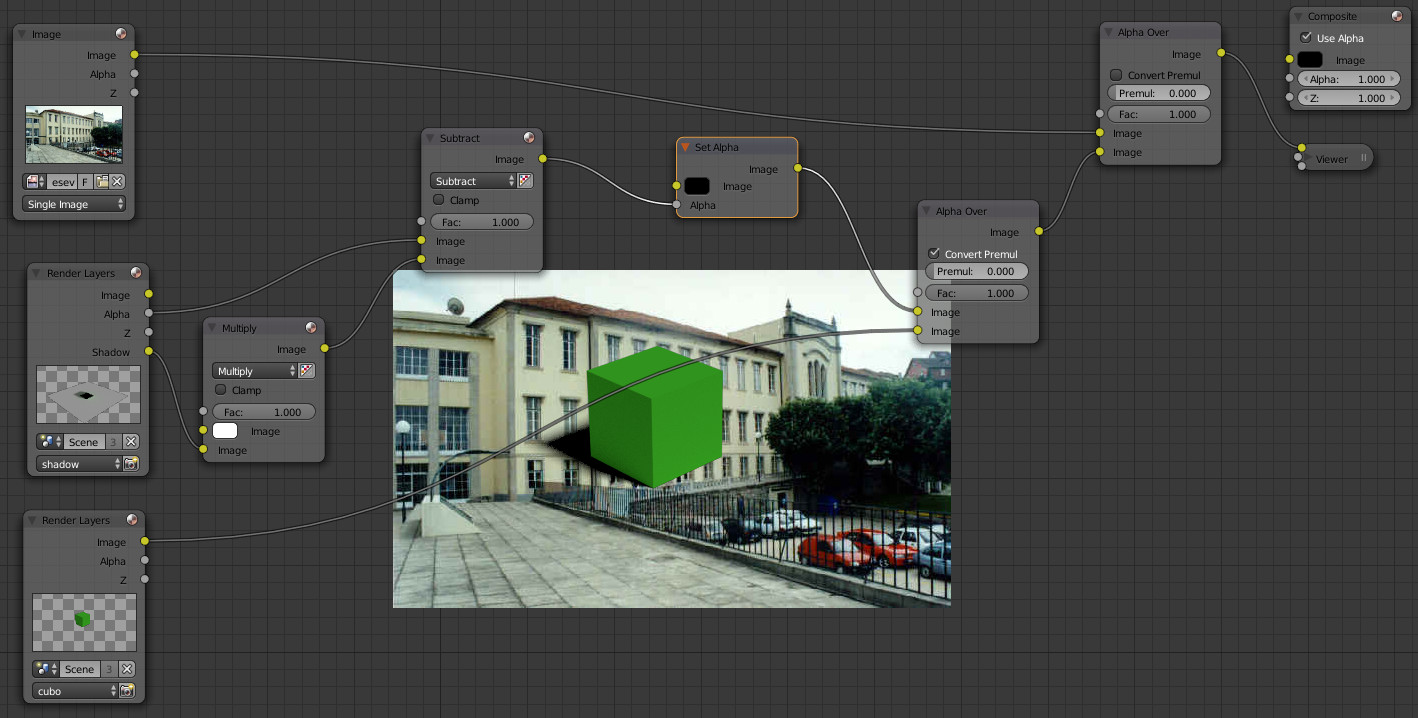 Image
Image
Alpha
Z
esev F
Single Image
Render Layers
Image
Alpha
Z
Shadow
Scene 3
shadow
Render Layers
Image
Alpha
Z
Scene 3
cubo
Multiply
Image
Multiply
Clamp
Fac: 1.000
Image
Image
Subtract
Image
Subtract
Clamp
Fac: 1.000
Image
Image
Set Alpha
Image
Image
Alpha
Alpha Over
Image
Convert Premul
Premul: 0.000
Fac: 1.000
Image
Image
Alpha Over
Image
Convert Premul
Premul: 0.000
Fac: 1.000
Image
Image
Composite
Use Alpha
Image
Alpha: 1.000
Z: 1.000
Viewer